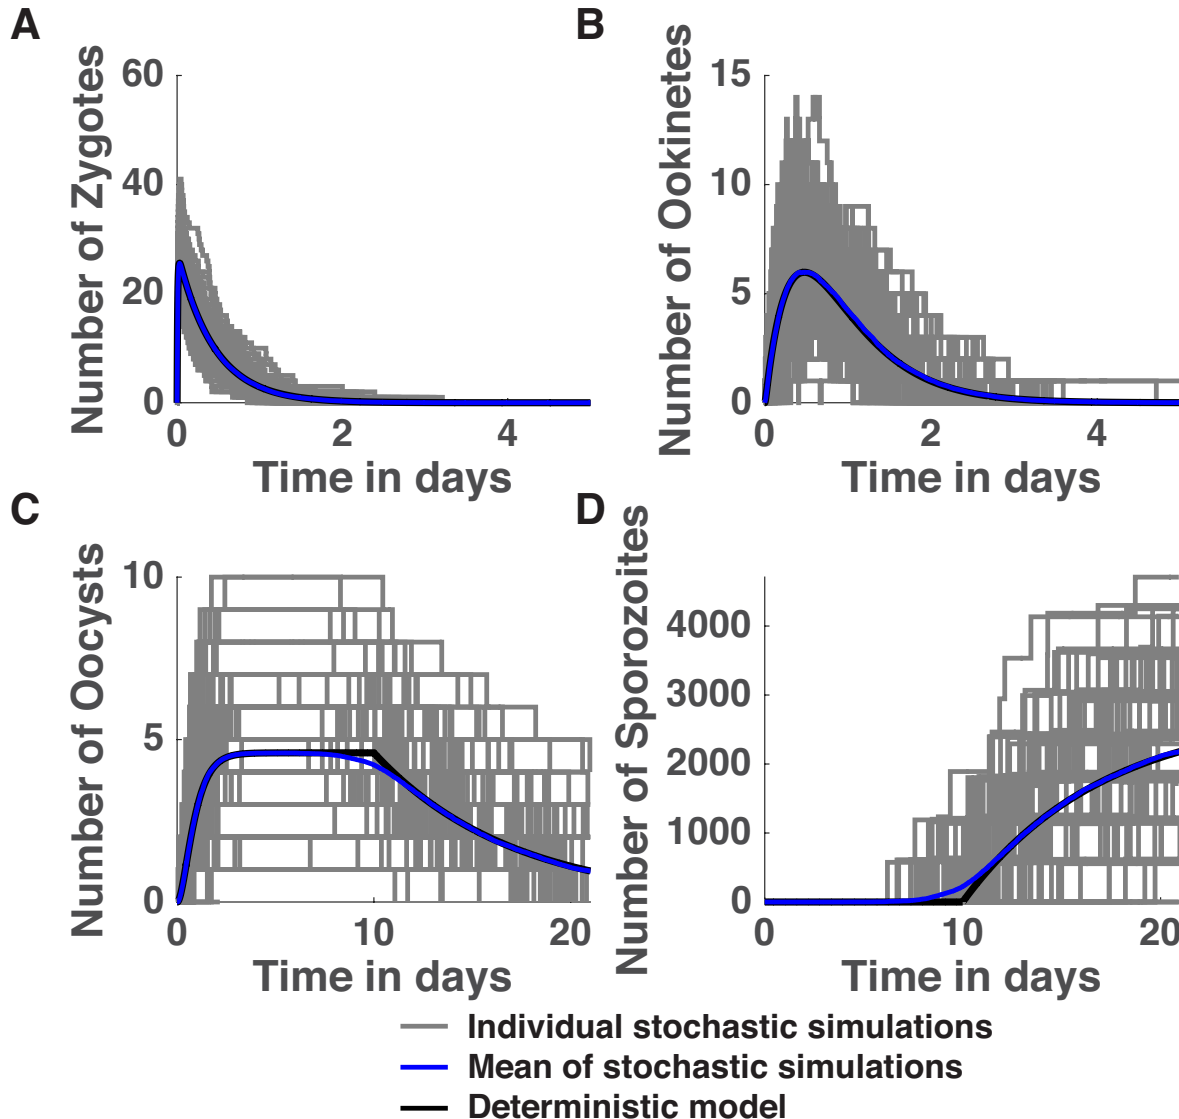 A
Number of Zygotes
60
40
20
0
0 2 4
Time in days
B
Number of Ookinetes
15
10
5
0
0 2 4
Time in days
C
Number of Oocysts
10
5
0
0 10 20
Time in days
D
Number of Sporozoites
4000
3000
2000
1000
0
0 10 20
Time in days
Individual stochastic simulations
Mean of stochastic simulations
Deterministic model